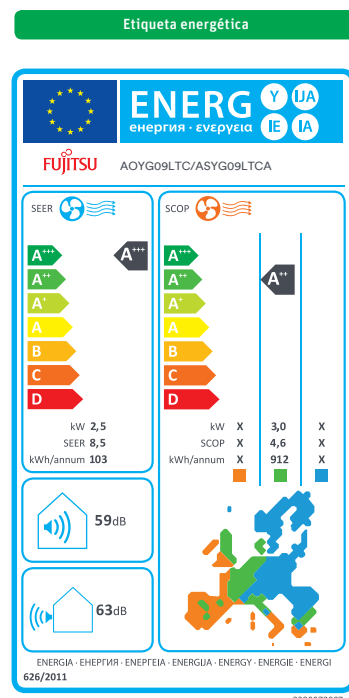 Etiqueta energética
ENERG Y IJA
енергия · ενεργεια IE IA
FUJITSU AOYG09LTC/ASYG09LTCA
SEER SCOP
A+++ A+++ A+++
A++ A++ A++
A+ A+
A A
B B
C C
D D
kW 2,5 kW X 3,0 X
SEER 8,5 SCOP X 4,6 X
kWh/annum 103 kWh/annum X 912 X
59dB
63dB
ENERGIA · ЕНЕРГИЯ · ΕΝΕΡΓΕΙΑ · ENERGIJA · ENERGY · ENERGIE · ENERGI
626/2011